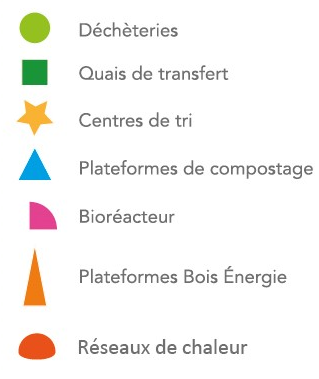 Déchèteries
Quais de transfert
Centres de tri
Plateformes de compostage
Bioréacteur
Plateformes Bois Énergie
Réseaux de chaleur